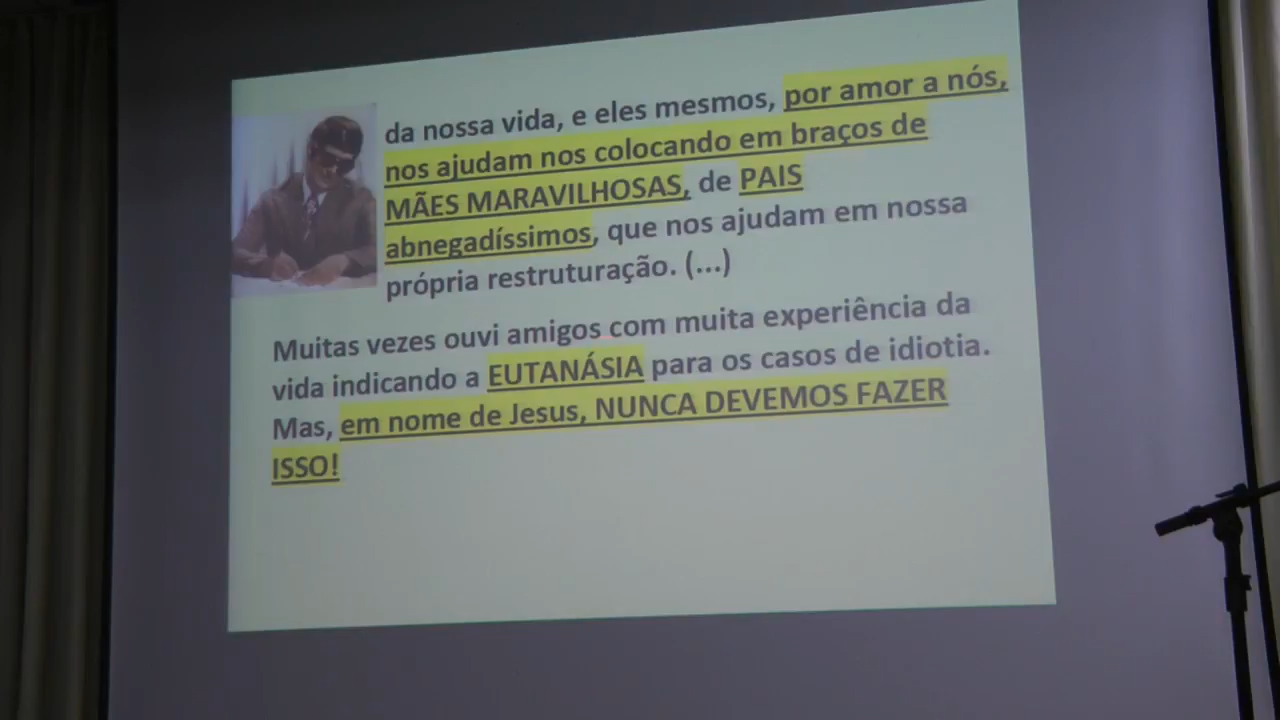 da nossa vida, e eles mesmos, por amor a nós,
nos ajudam nos colocando em braços de
MÃES MARAVILHOSAS, de PAIS
abnegadíssimos, que nos ajudam em nossa
própria restruturação. (...)
Muitas vezes ouvi amigos com muita experiência da
vida indicando a EUTANÁSIA para os casos de idiotia.
Mas, em nome de Jesus, NUNCA DEVEMOS FAZER
ISSO!